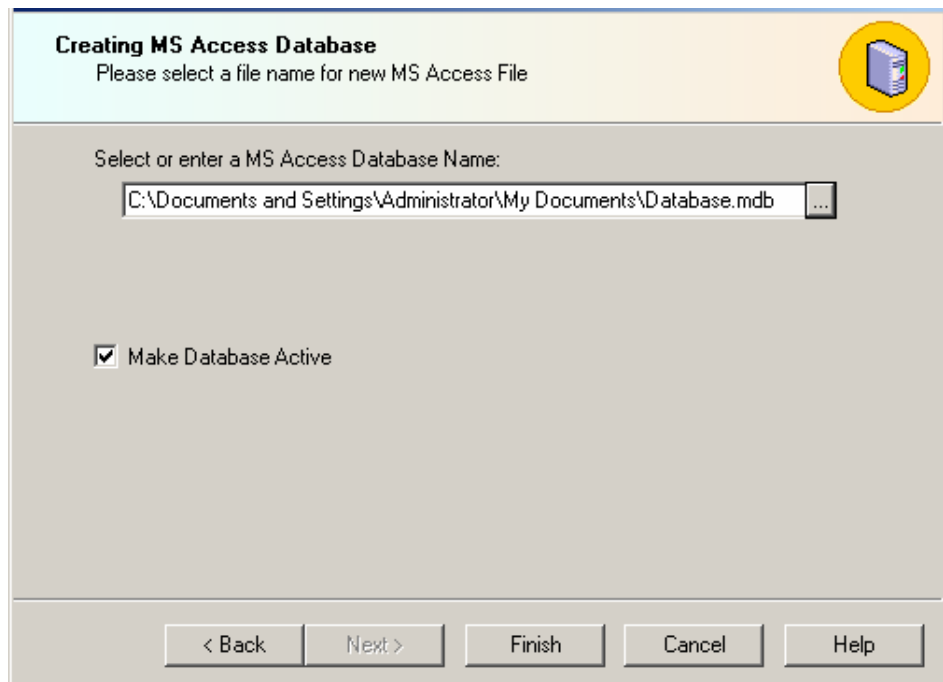 Creating MS Access Database
Please select a file name for new MS Access File
Select or enter a MS Access Database Name:
C:\Documents and Settings\Administrator\My Documents\Database.mdb ...
Make Database Active
< Back Next > Finish Cancel Help